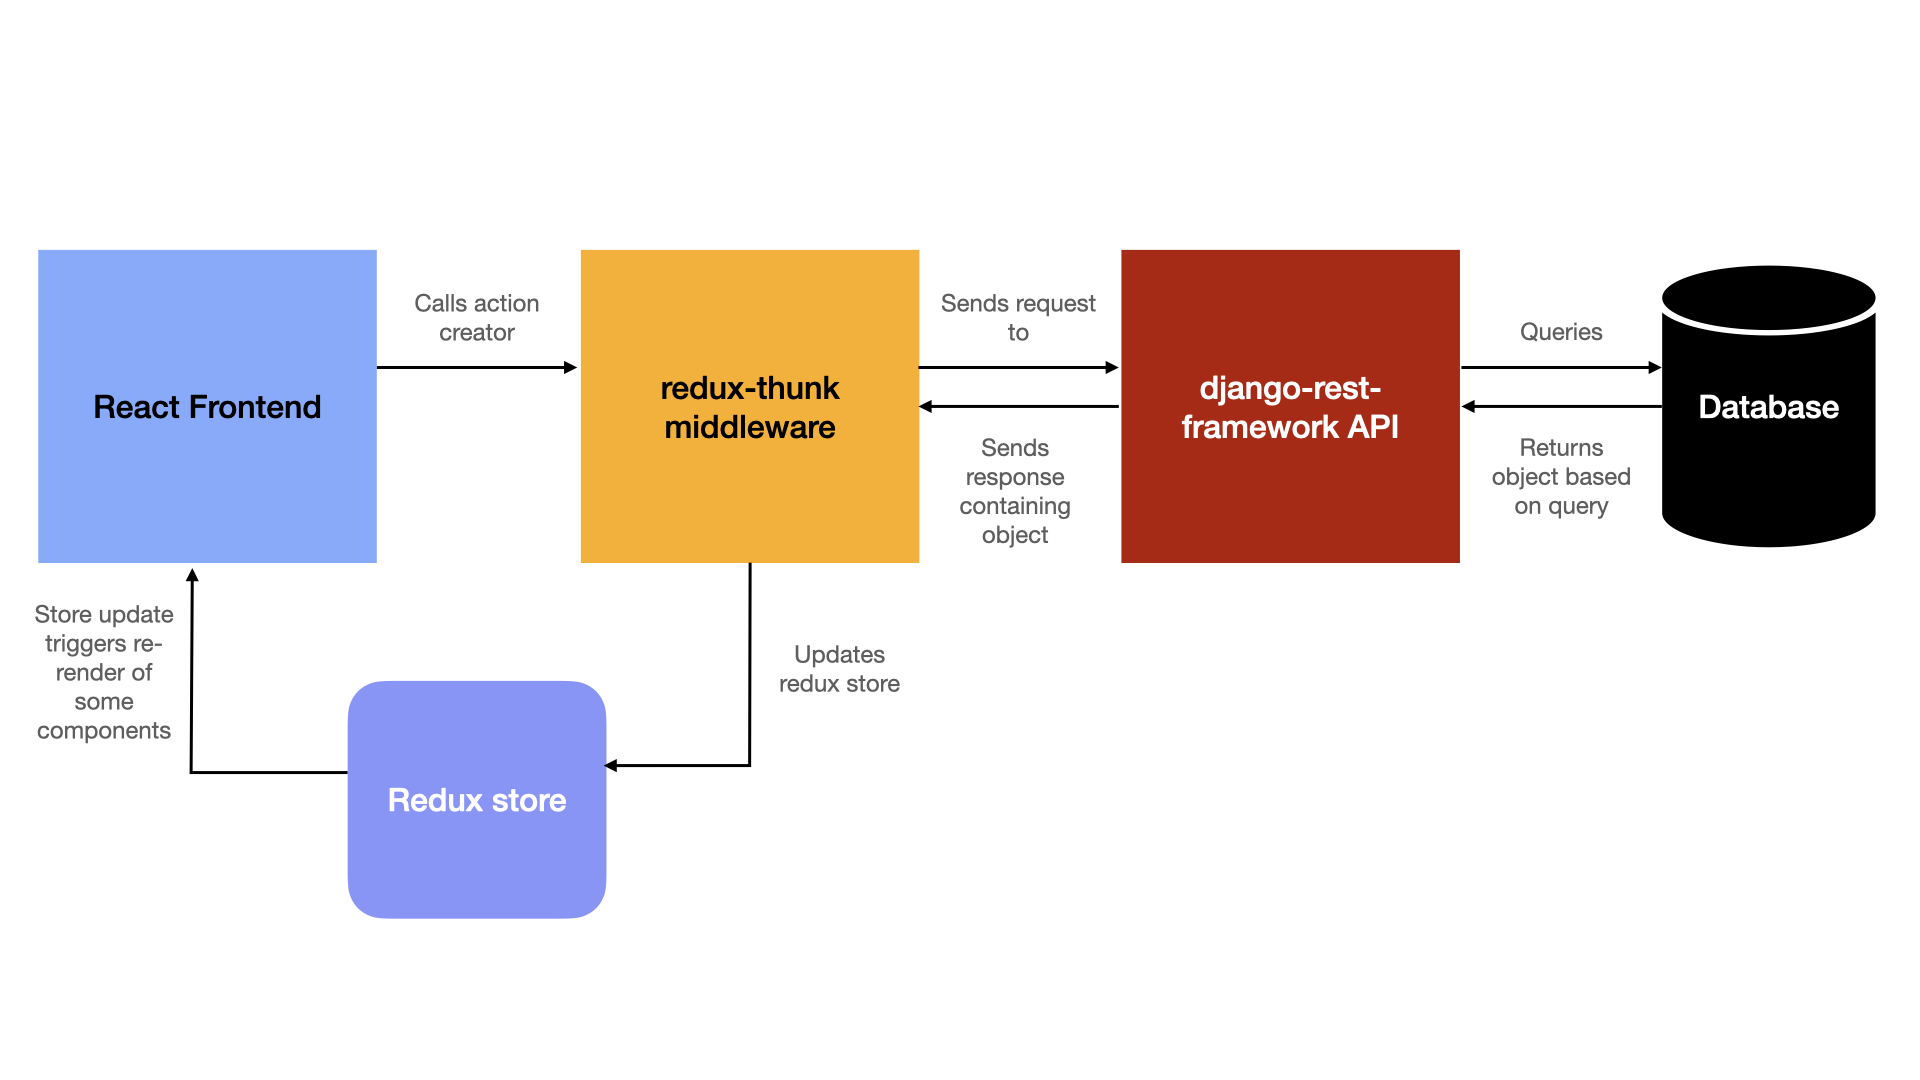 React Frontend
Calls action
creator
redux-thunk
middleware
Sends request
to
Sends
response
containing
object
django-rest-
framework API
Queries
Returns
object based
on query
Database
Store update
triggers re-
render of
some
components
Redux store
Updates
redux store